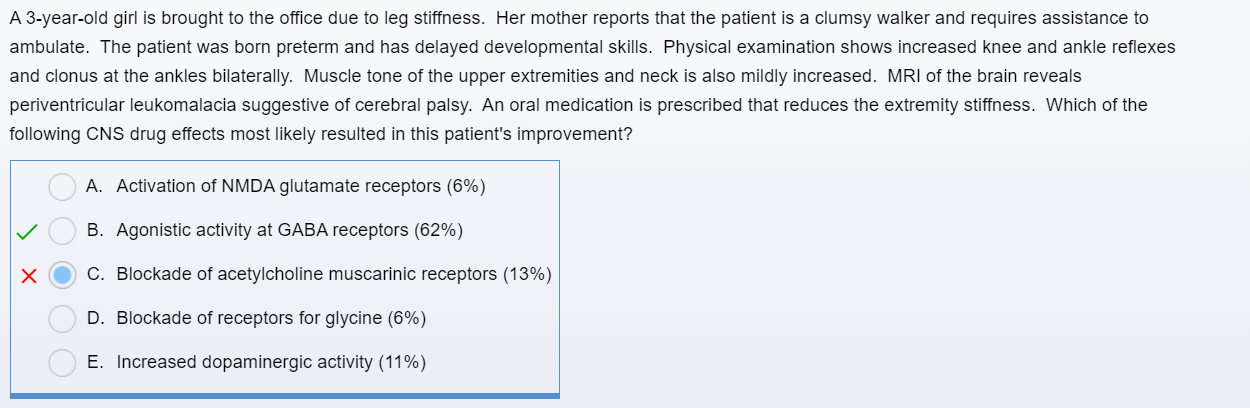 A 3-year-old girl is brought to the office due to leg stiffness. Her mother reports that the patient is a clumsy walker and requires assistance to
ambulate. The patient was born preterm and has delayed developmental skills. Physical examination shows increased knee and ankle reflexes
and clonus at the ankles bilaterally. Muscle tone of the upper extremities and neck is also mildly increased. MRI of the brain reveals
periventricular leukomalacia suggestive of cerebral palsy. An oral medication is prescribed that reduces the extremity stiffness. Which of the
following CNS drug effects most likely resulted in this patient's improvement?
A. Activation of NMDA glutamate receptors (6%)
B. Agonistic activity at GABA receptors (62%)
C. Blockade of acetylcholine muscarinic receptors (13%)
D. Blockade of receptors for glycine (6%)
E. Increased dopaminergic activity (11%)